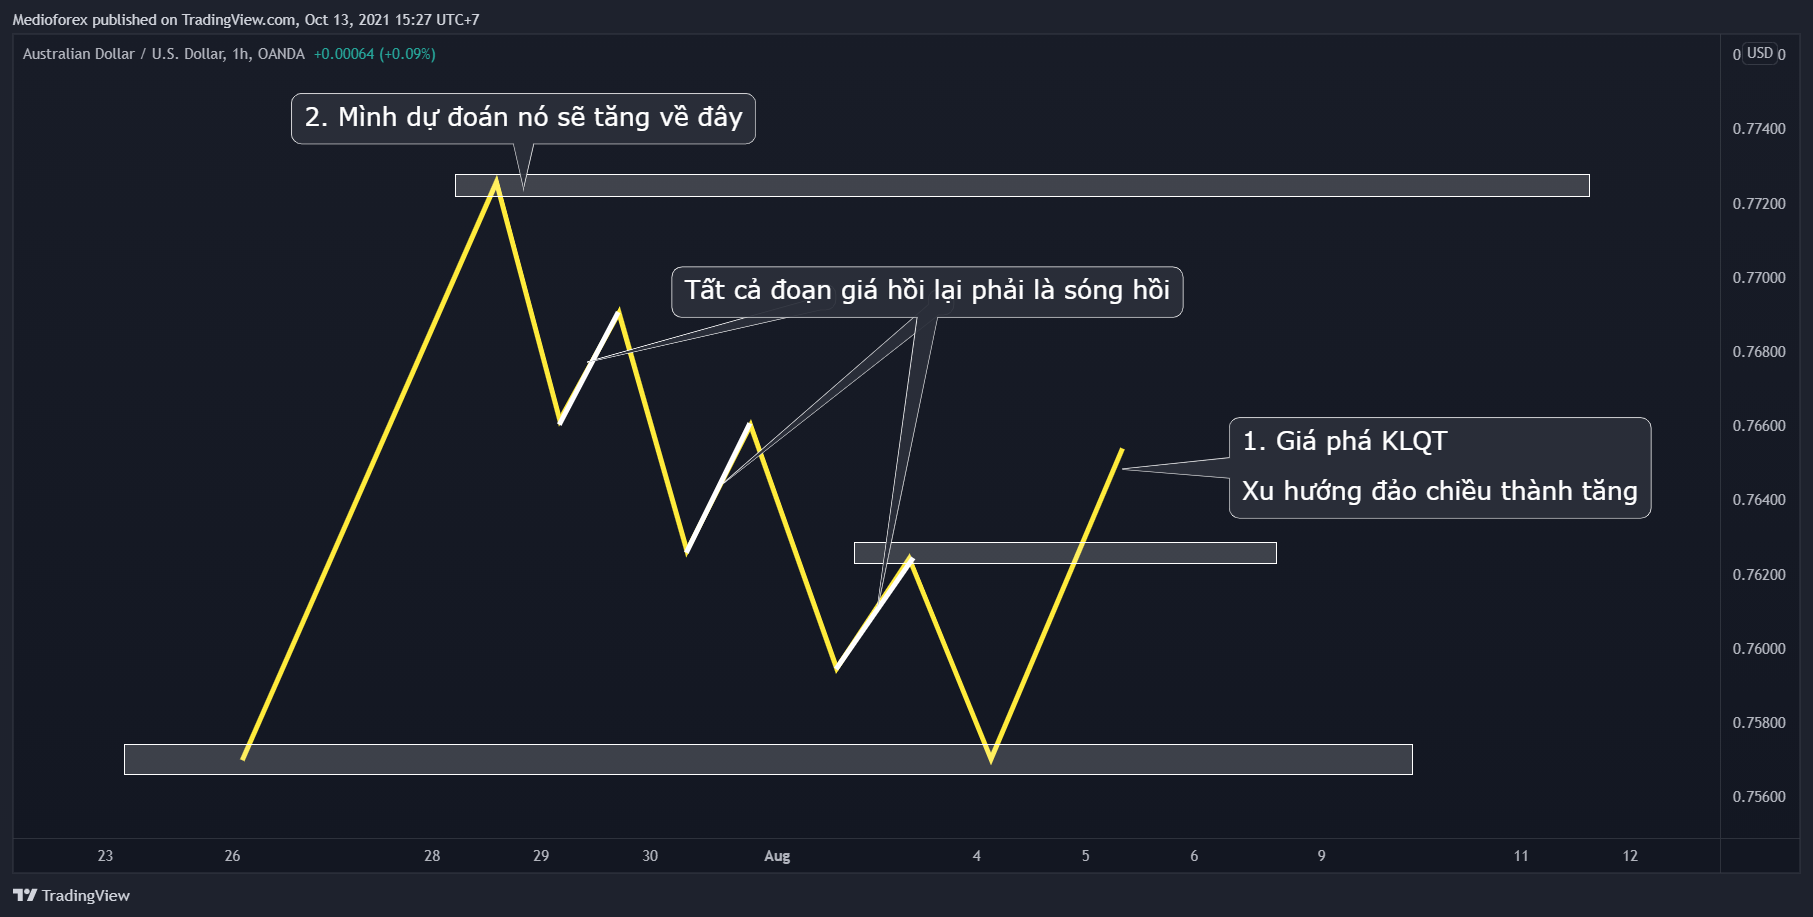 Medioforex published on TradingView.com, Oct 13, 2021 15:27 UTC+7
Australian Dollar / U.S. Dollar, 1h, OANDA +0.00064 (+0.09%)
0 USD 0
2. Mình dự đoán nó sẽ tăng về đây
0.77400
0.77200
Tất cả đoạn giá hồi lại phải là sóng hồi
0.77000
0.76800
0.76600
1. Giá phá KLQT
Xu hướng đảo chiều thành tăng
0.76400
0.76200
0.76000
0.75800
0.75600
23 26 28 29 30 Aug 4 5 6 9 11 12
TradingView